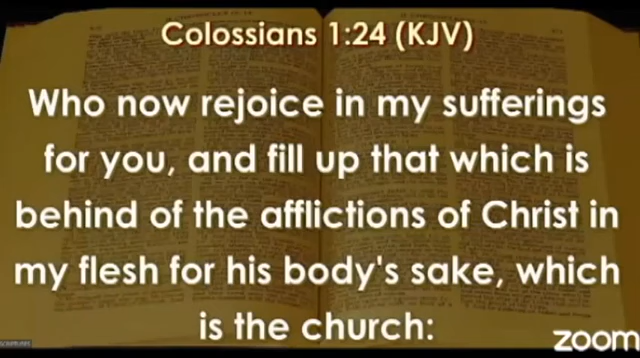 Colossians 1:24 (KJV)
Who now rejoice in my sufferings
for you, and fill up that which is
behind of the afflictions of Christ in
my flesh for his body's sake, which
is the church:
zoom